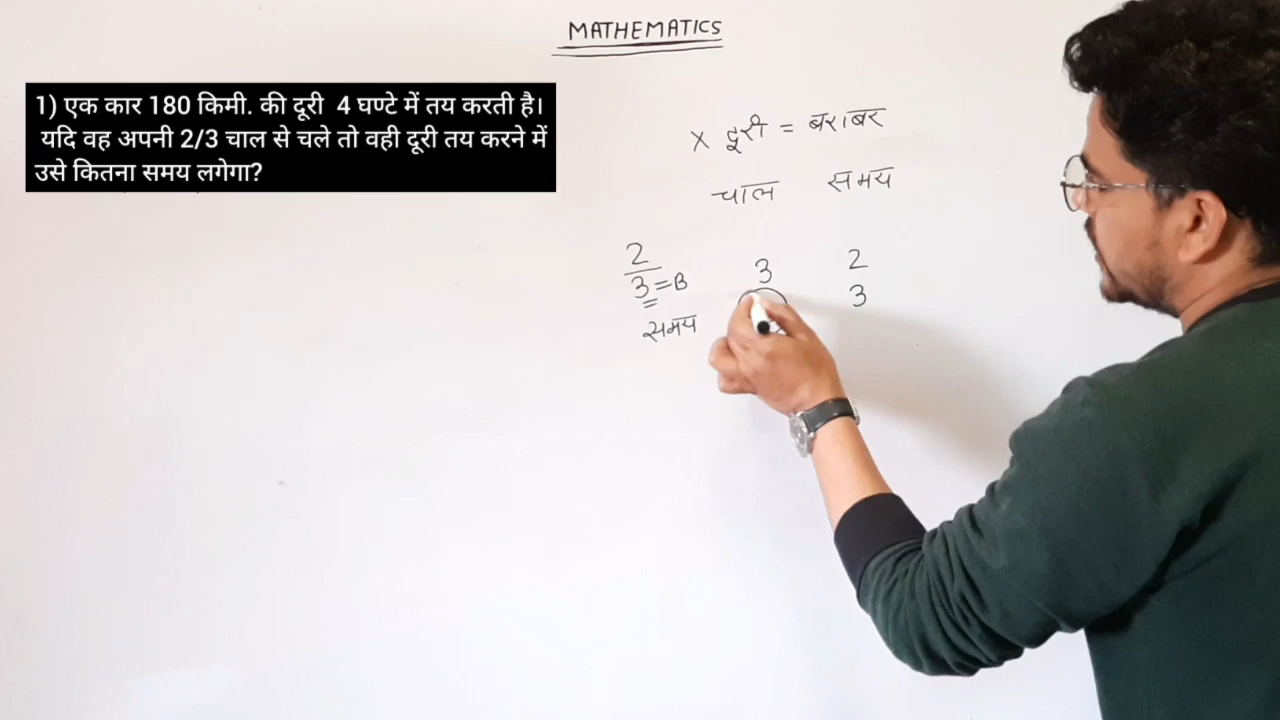 MATHEMATICS
1) एक कार 180 किमी. की दूरी 4 घण्टे में तय करती है।
यदि वह अपनी 2/3 चाल से चले तो वही दूरी तय करने में
उसे कितना समय लगेगा?
× दूरी = बराबर
चाल समय
2
3 = B
समय
3 2
3